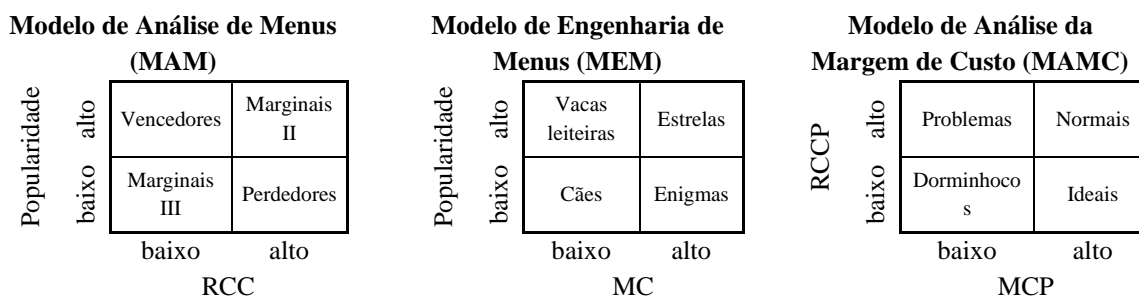 Modelo de Análise de Menus
(MAM)
Popularidade
alto
baixo
Vencedores
Marginais
II
Marginais
III
Perdedores
baixo
alto
RCC
Modelo de Engenharia de
Menus (MEM)
Popularidade
alto
baixo
Vacas
leiteiras
Estrelas
Cães
Enigmas
baixo
alto
MC
Modelo de Análise da
Margem de Custo (MAMC)
RCCP
alto
baixo
Problemas
Normais
Dorminhoco
s
Ideais
baixo
alto
MCP